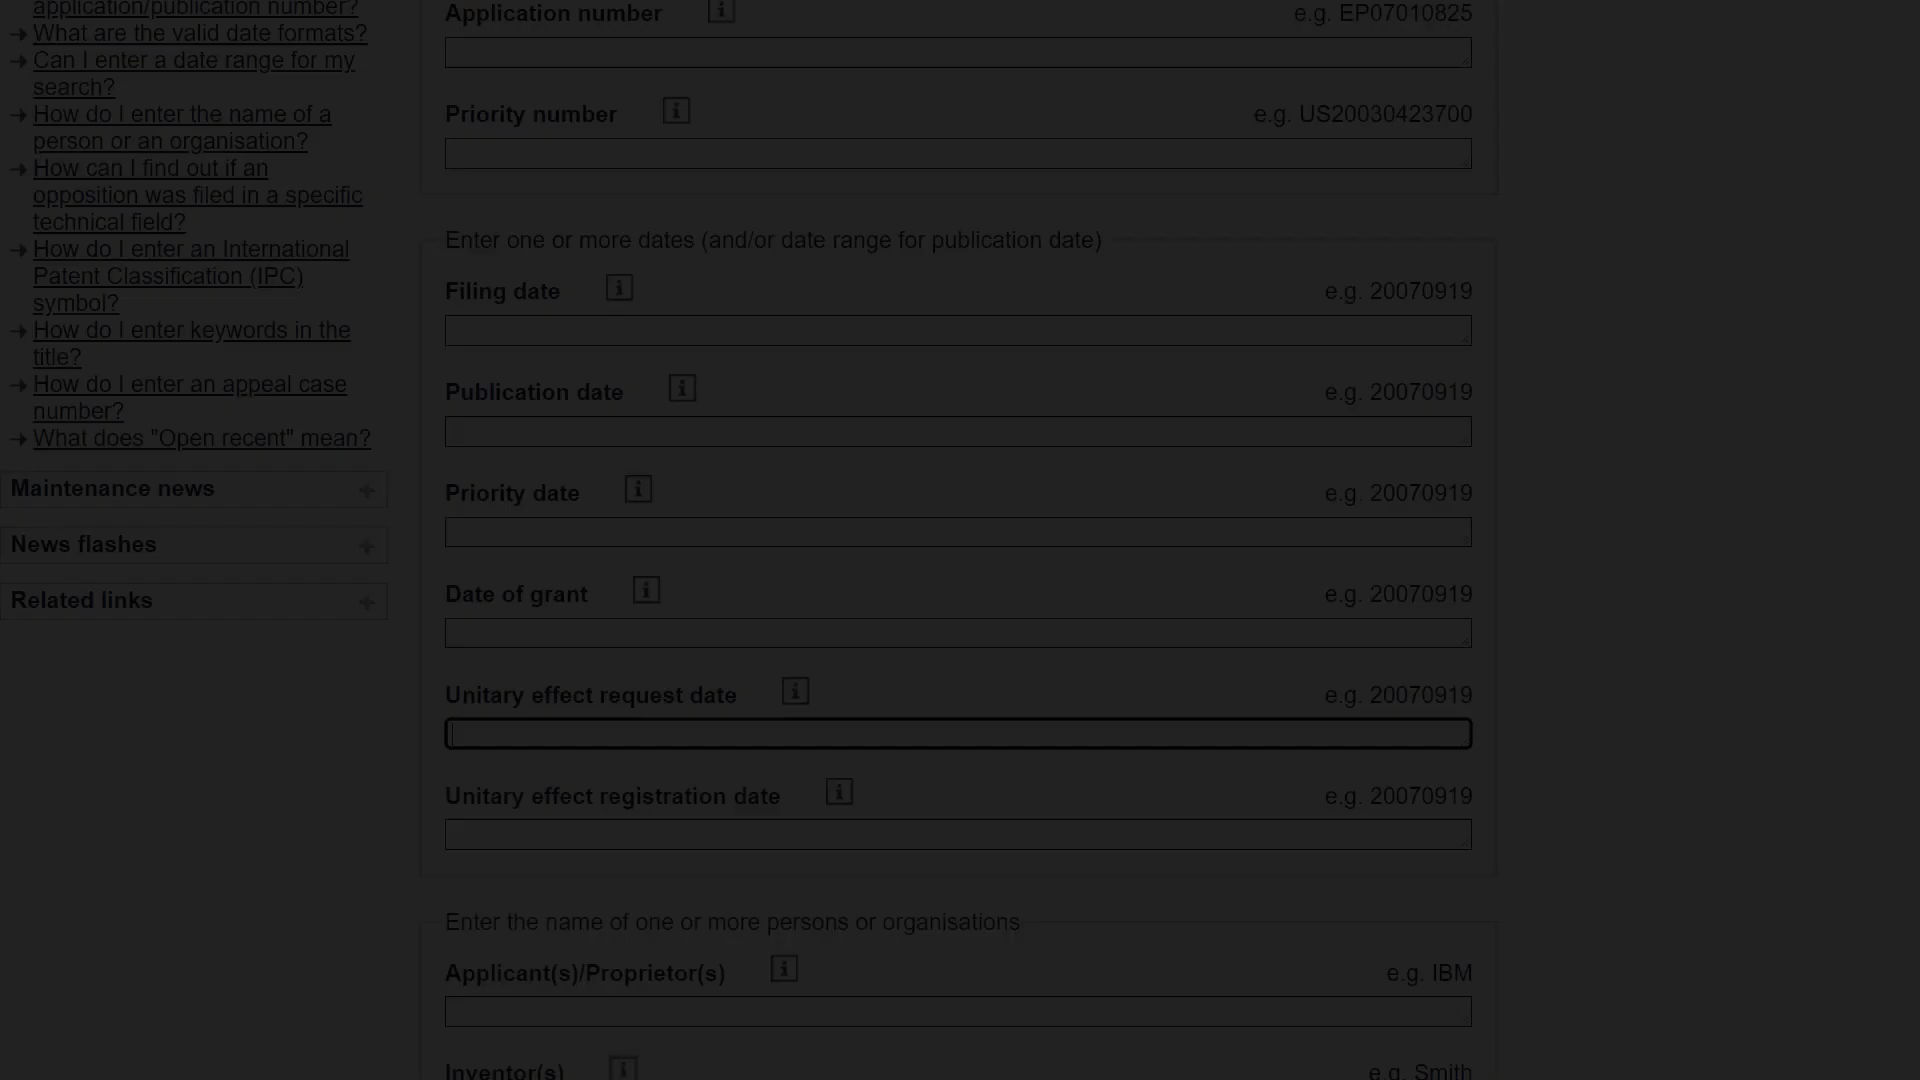 application/publication number?
What are the valid date formats?
Can I enter a date range for my
search?
How do I enter the name of a
person or an organisation?
How can I find out if an
opposition was filed in a specific
technical field?
How do I enter an International
Patent Classification (IPC)
symbol?
How do I enter keywords in the
title?
How do I enter an appeal case
number?
What does "Open recent" mean?
Maintenance news
News flashes
Related links
Application number e.g. EP07010825
Priority number e.g. US20030423700
Enter one or more dates (and/or date range for publication date)
Filing date e.g. 20070919
Publication date e.g. 20070919
Priority date e.g. 20070919
Date of grant e.g. 20070919
Unitary effect request date e.g. 20070919
Unitary effect registration date e.g. 20070919
Enter the name of one or more persons or organisations
Applicant(s)/Proprietor(s) e.g. IBM
Inventor(s) e.g. Smith